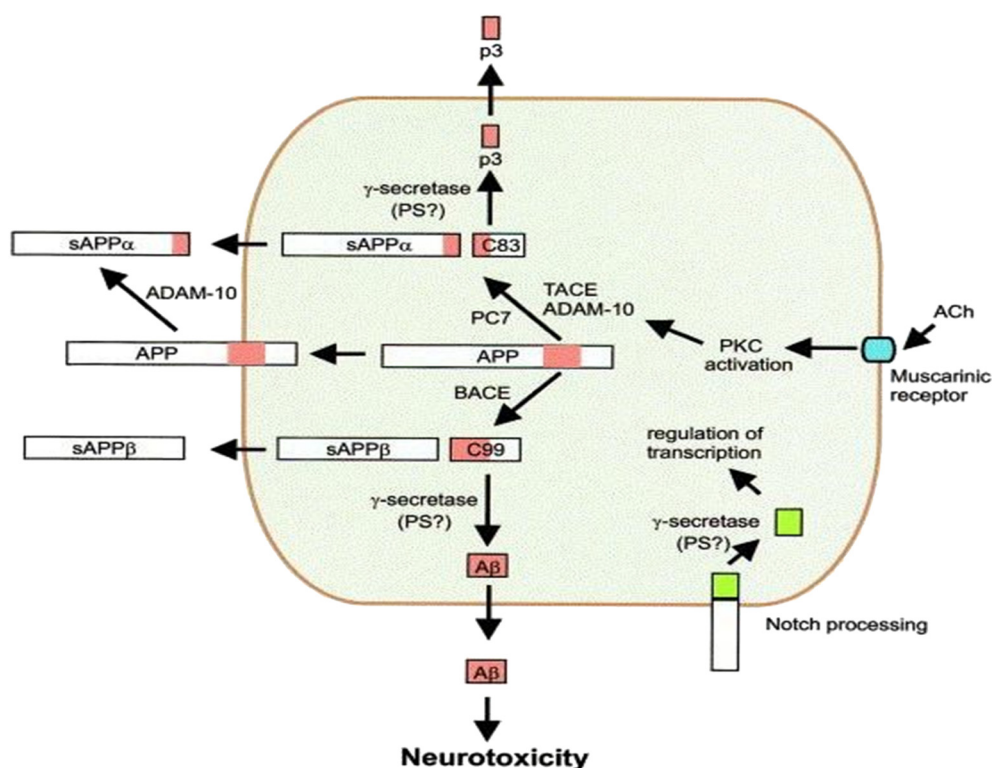 p3
p3
γ-secretase
(PS?)
sAPPα
sAPPα
C83
ADAM-10
TACE
ADAM-10
PC7
ACh
APP
APP
PKC
activation
Muscarinic
receptor
BACE
sAPPβ
sAPPβ
C99
regulation of
transcription
γ-secretase
(PS?)
γ-secretase
(PS?)
Aβ
Notch processing
Aβ
Neurotoxicity